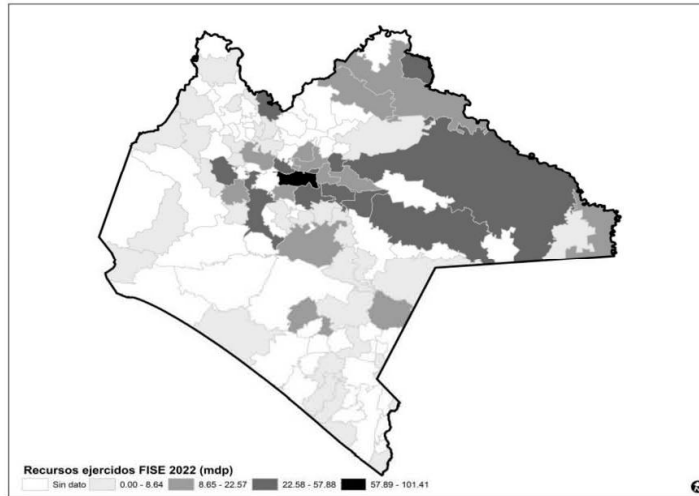 Recursos ejercidos FISE 2022 (mdp)
Sin dato 0.00 - 8.64 8.65 - 22.57 22.58 - 57.88 57.89 - 101.41